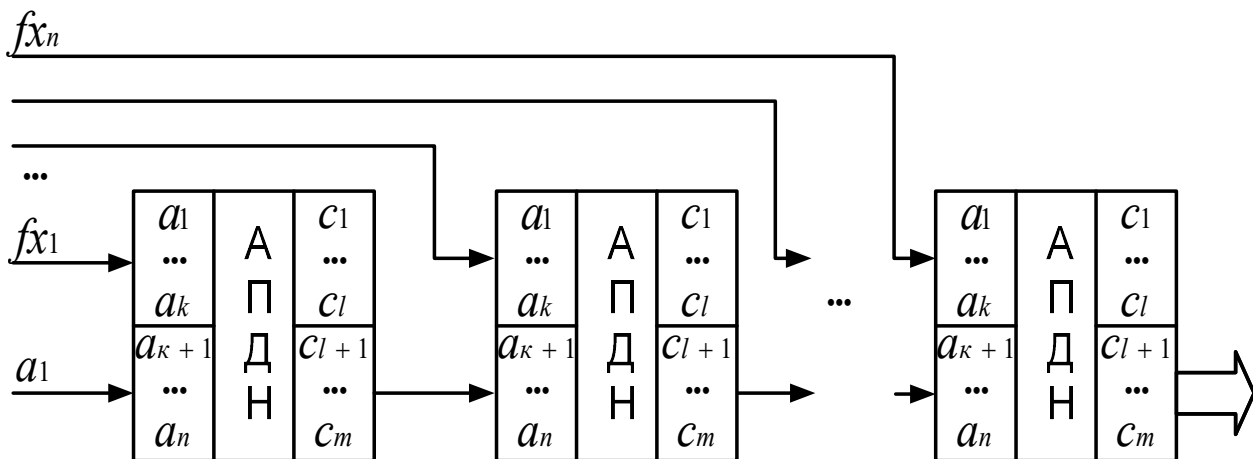 fxn
...
fx1
a1
a1
...
ak
aк + 1
...
an
А
П
Д
Н
c1
...
cl
cl + 1
...
cm
a1
...
ak
aк + 1
...
an
А
П
Д
Н
c1
...
cl
cl + 1
...
cm
...
a1
...
ak
aк + 1
...
an
А
П
Д
Н
c1
...
cl
cl + 1
...
cm